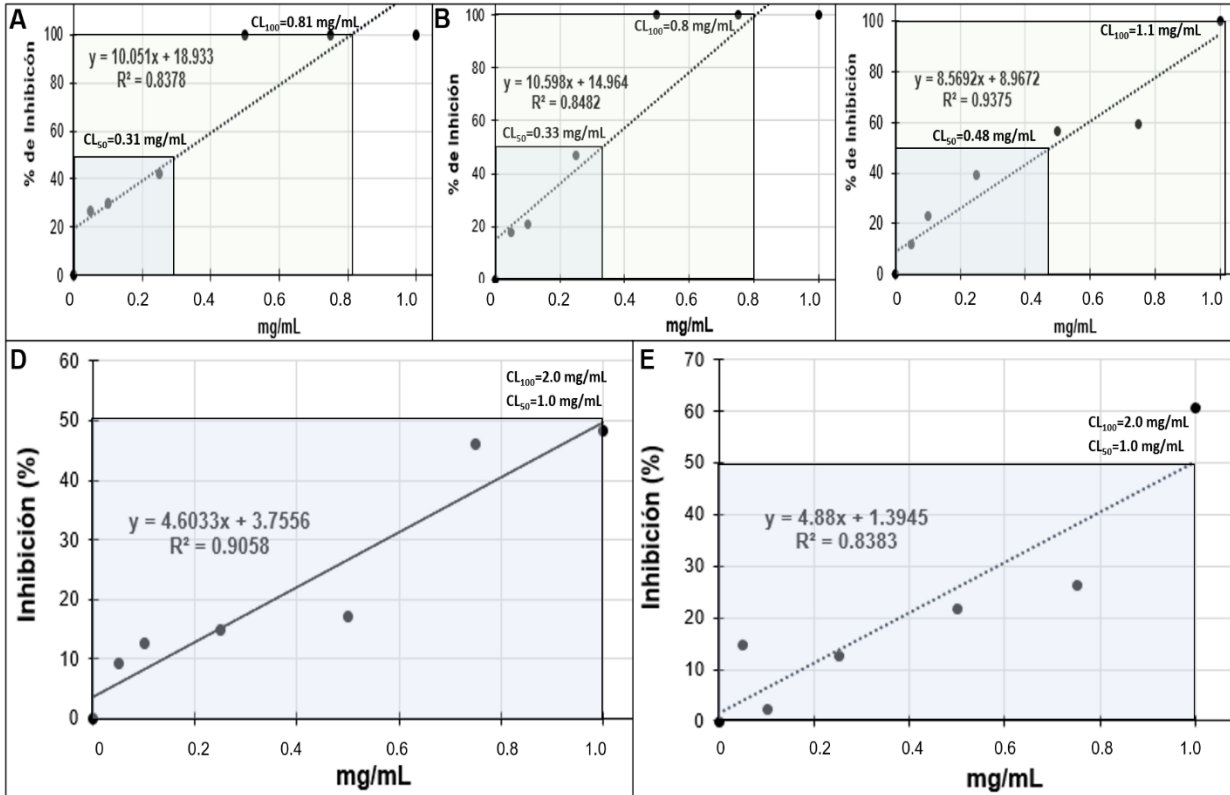 A
CL₁₀₀=0.81 mg/mL
y = 10.051x + 18.933
R² = 0.8378
CL₅₀=0.31 mg/mL
% de Inhibicón
100
80
60
40
20
0
0 0.2 0.4 0.6 0.8 1.0
mg/mL
B
CL₁₀₀=0.8 mg/mL
y = 10.598x + 14.964
R² = 0.8482
CL₅₀=0.33 mg/mL
% de Inhición
100
80
60
40
20
0
0 0.2 0.4 0.6 0.8 1.0
mg/mL
CL₁₀₀=1.1 mg/mL
y = 8.5692x + 8.9672
R² = 0.9375
CL₅₀=0.48 mg/mL
% de Inhibición
100
80
60
40
20
0
0 0.2 0.4 0.6 0.8 1.0
mg/mL
D
CL₁₀₀=2.0 mg/mL
CL₅₀=1.0 mg/mL
y = 4.6033x + 3.7556
R² = 0.9058
Inhibición (%)
60
50
40
30
20
10
0
0 0.2 0.4 0.6 0.8 1.0
mg/mL
E
CL₁₀₀=2.0 mg/mL
CL₅₀=1.0 mg/mL
y = 4.88x + 1.3945
R² = 0.8383
Inhibición (%)
70
60
50
40
30
20
10
0
0 0.2 0.4 0.6 0.8 1.0
mg/mL